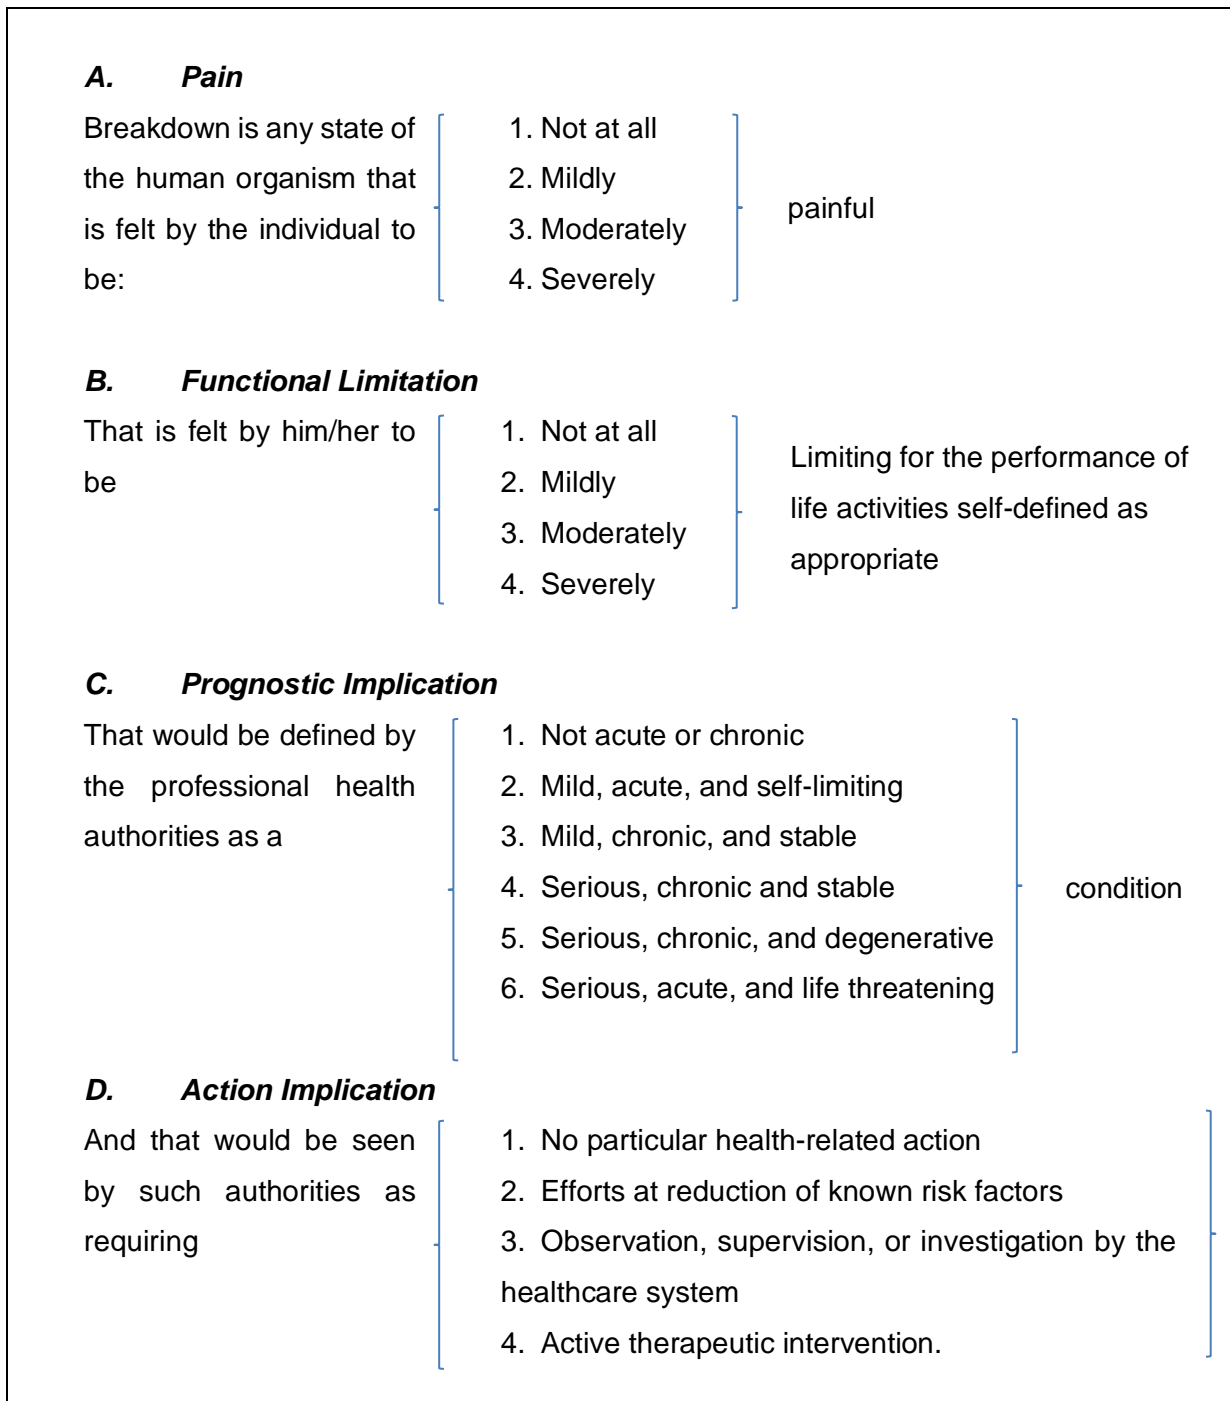 A. Pain
Breakdown is any state of
the human organism that
is felt by the individual to
be:
1. Not at all
2. Mildly
3. Moderately
4. Severely
painful
B. Functional Limitation
That is felt by him/her to
be
1. Not at all
2. Mildly
3. Moderately
4. Severely
Limiting for the performance of
life activities self-defined as
appropriate
C. Prognostic Implication
That would be defined by
the professional health
authorities as a
1. Not acute or chronic
2. Mild, acute, and self-limiting
3. Mild, chronic, and stable
4. Serious, chronic and stable
5. Serious, chronic, and degenerative
6. Serious, acute, and life threatening
condition
D. Action Implication
And that would be seen
by such authorities as
requiring
1. No particular health-related action
2. Efforts at reduction of known risk factors
3. Observation, supervision, or investigation by the
healthcare system
4. Active therapeutic intervention.